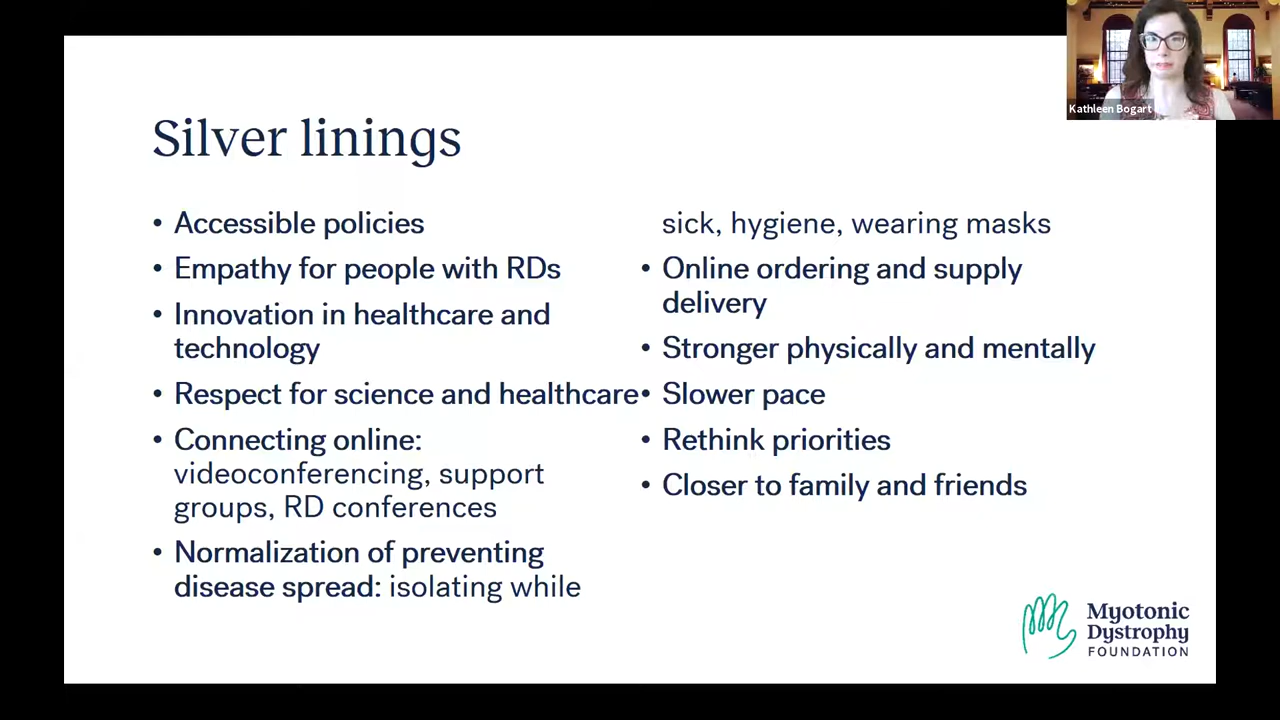 Kathleen Bogart
Silver linings
• Accessible policies
• Empathy for people with RDs
• Innovation in healthcare and
technology
• Respect for science and healthcare
• Connecting online:
videoconferencing, support
groups, RD conferences
• Normalization of preventing
disease spread: isolating while
sick, hygiene, wearing masks
• Online ordering and supply
delivery
• Stronger physically and mentally
• Slower pace
• Rethink priorities
• Closer to family and friends
Myotonic
Dystrophy
FOUNDATION